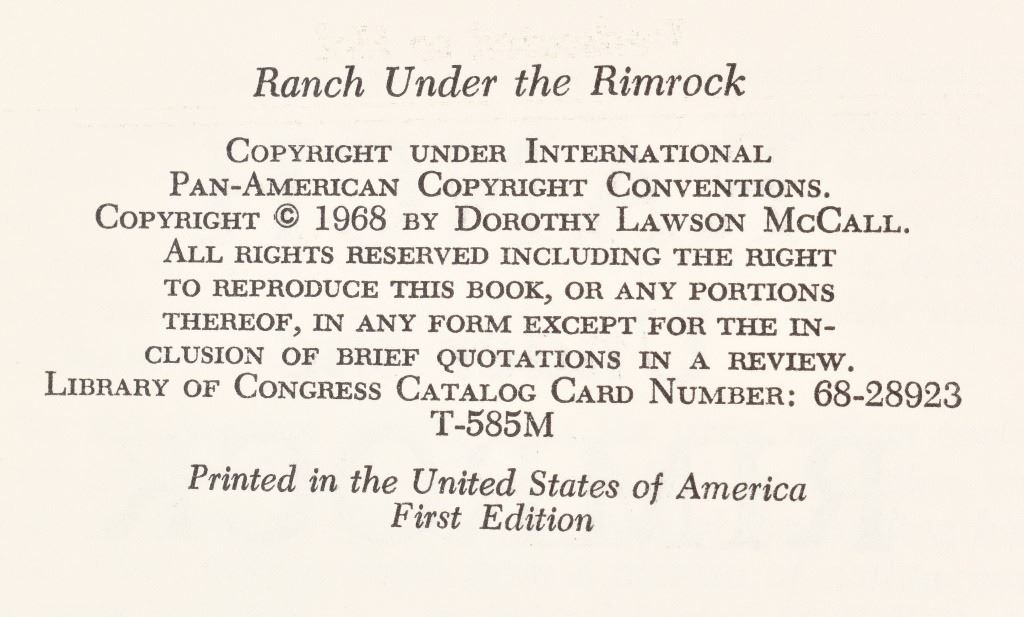 Ranch Under the Rimrock
COPYRIGHT UNDER INTERNATIONAL
PAN-AMERICAN COPYRIGHT CONVENTIONS.
COPYRIGHT © 1968 BY DOROTHY LAWSON MCCALL.
ALL RIGHTS RESERVED INCLUDING THE RIGHT
TO REPRODUCE THIS BOOK, OR ANY PORTIONS
THEREOF, IN ANY FORM EXCEPT FOR THE IN-
CLUSION OF BRIEF QUOTATIONS IN A REVIEW.
LIBRARY OF CONGRESS CATALOG CARD NUMBER: 68-28923
T-585M
Printed in the United States of America
First Edition